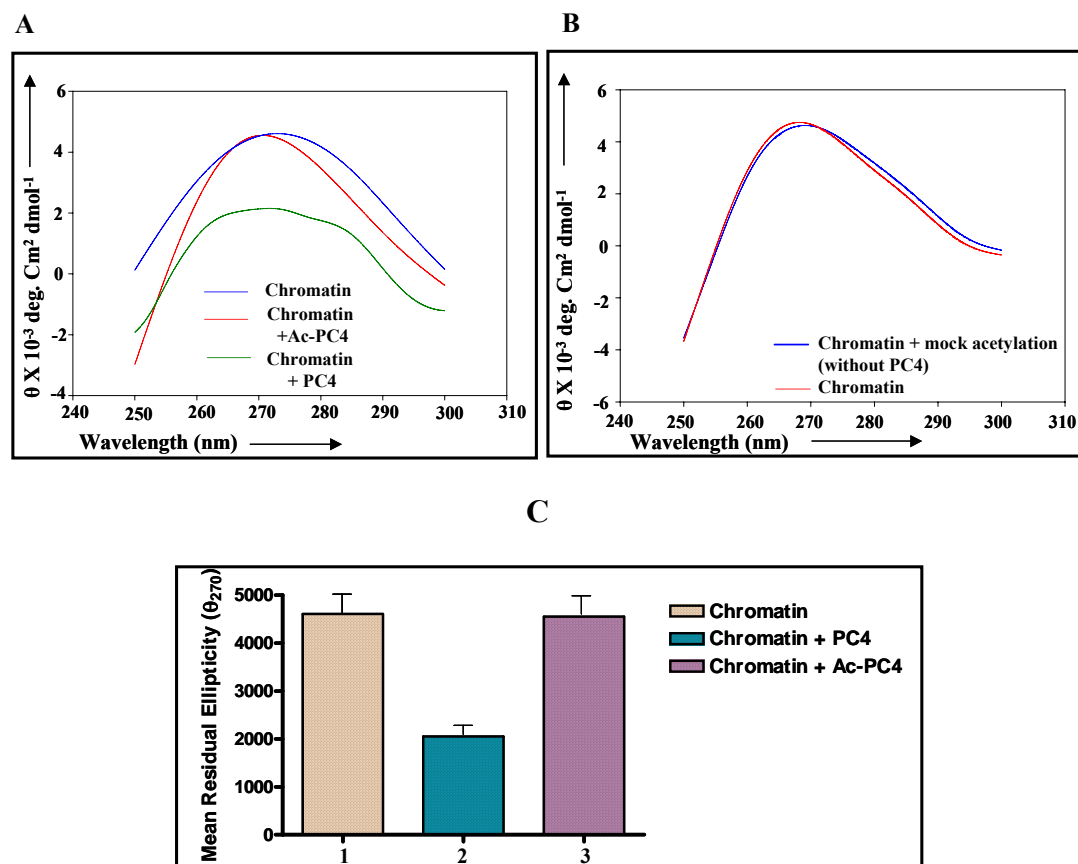 A
B
θ X 10⁻³ deg. Cm² dmol⁻¹
6
4
2
0
-2
-4
Chromatin
Chromatin
+Ac-PC4
Chromatin
+ PC4
240 250 260 270 280 290 300 310
Wavelength (nm)
θ X 10⁻³ deg. Cm² dmol⁻¹
6
4
2
0
-2
-4
-6
Chromatin + mock acetylation
(without PC4)
Chromatin
240 250 260 270 280 290 300 310
Wavelength (nm)
C
Mean Residual Ellipticity (θ₂₇₀)
5000
4000
3000
2000
1000
0
1 2 3
Chromatin
Chromatin + PC4
Chromatin + Ac-PC4